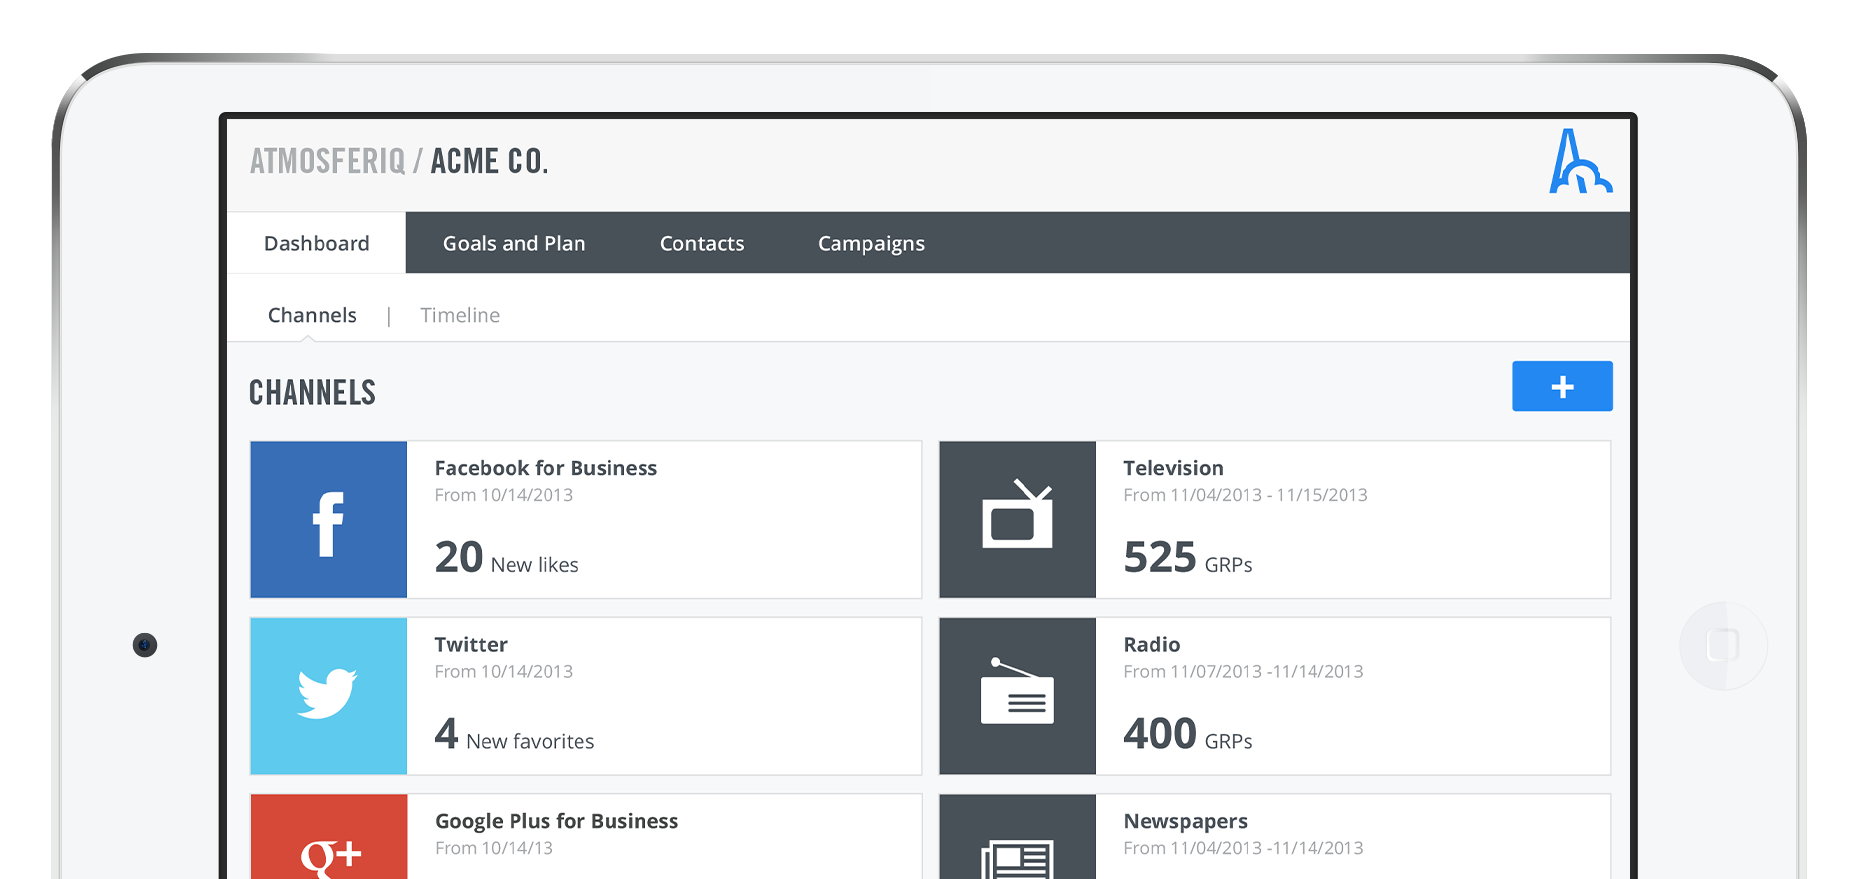 ATMOSFERIQ / ACME CO.
Dashboard
Goals and Plan
Contacts
Campaigns
Channels | Timeline
CHANNELS
+
Facebook for Business
From 10/14/2013
20 New likes
Television
From 11/04/2013 - 11/15/2013
525 GRPs
Twitter
From 10/14/2013
4 New favorites
Radio
From 11/07/2013 -11/14/2013
400 GRPs
g+
Google Plus for Business
From 10/14/13
Newspapers
From 11/04/2013 -11/14/2013